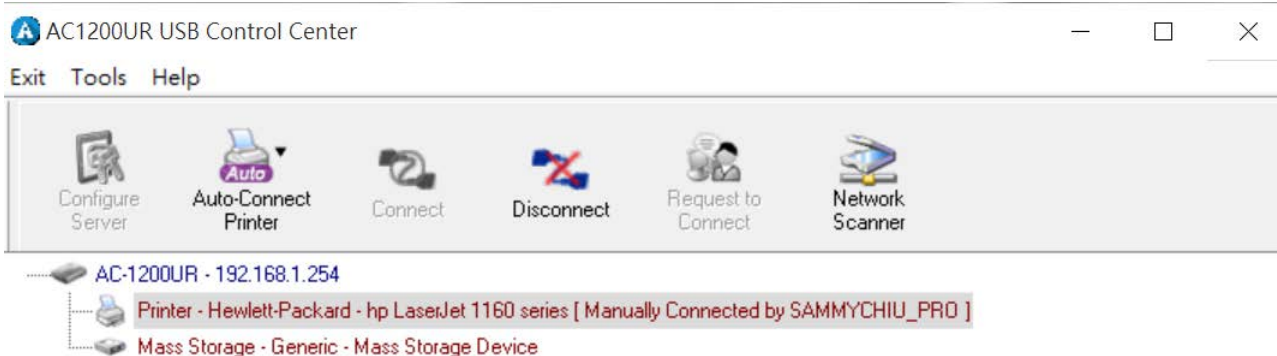 AC1200UR USB Control Center
Exit Tools Help
Configure Server
Auto-Connect Printer
Auto
Connect
Disconnect
Request to Connect
Network Scanner
AC-1200UR - 192.168.1.254
Printer - Hewlett-Packard - hp LaserJet 1160 series [ Manually Connected by SAMMYCHIU_PRO ]
Mass Storage - Generic - Mass Storage Device